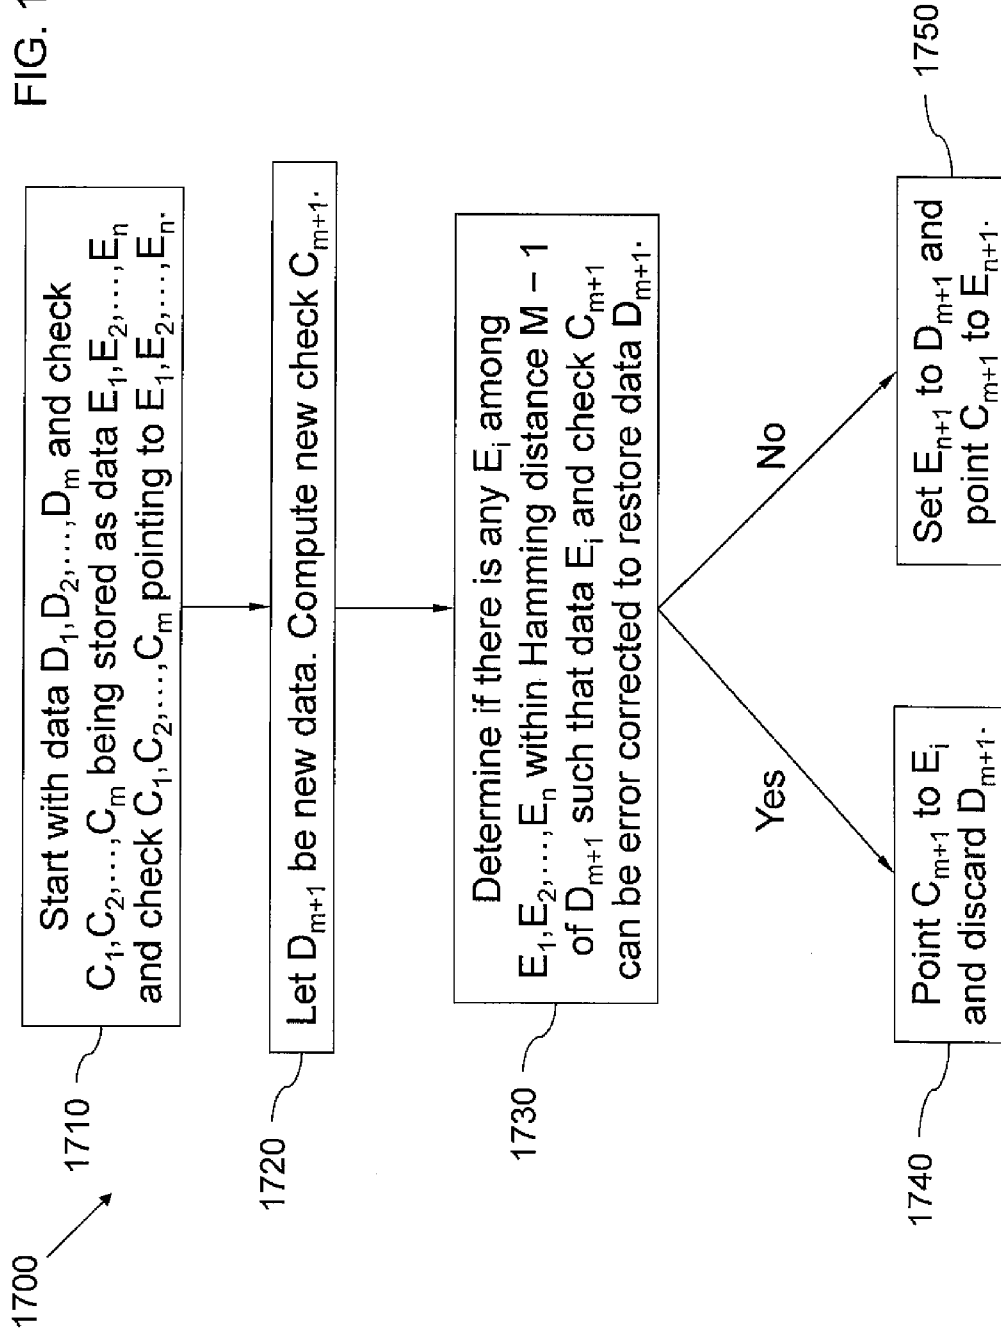 FIG. 1
1700
1710
Start with data D₁,D₂,…,Dₘ and check
C₁,C₂,…,Cₘ being stored as data E₁,E₂,…,Eₙ
and check C₁,C₂,…,Cₘ pointing to E₁,E₂,…,Eₙ.
1720
Let Dₘ₊₁ be new data. Compute new check Cₘ₊₁.
1730
Determine if there is any Eᵢ among
E₁,E₂,…,Eₙ within Hamming distance M – 1
of Dₘ₊₁ such that data Eᵢ and check Cₘ₊₁
can be error corrected to restore data Dₘ₊₁.
Yes
No
1740
Point Cₘ₊₁ to Eᵢ
and discard Dₘ₊₁.
1750
Set Eₙ₊₁ to Dₘ₊₁ and
point Cₘ₊₁ to Eₙ₊₁.